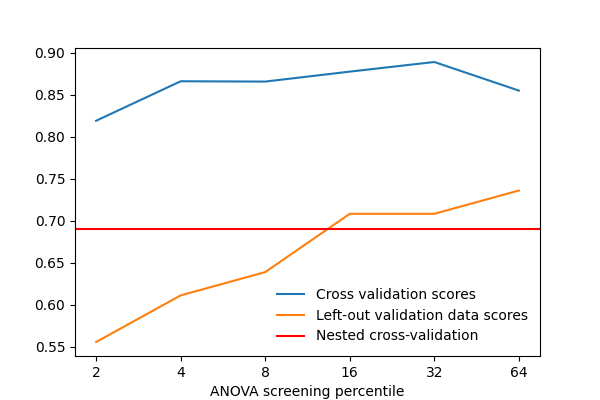 0.90
0.85
0.80
0.75
0.70
0.65
0.60
0.55
Cross validation scores
Left-out validation data scores
Nested cross-validation
2 4 8 16 32 64
ANOVA screening percentile